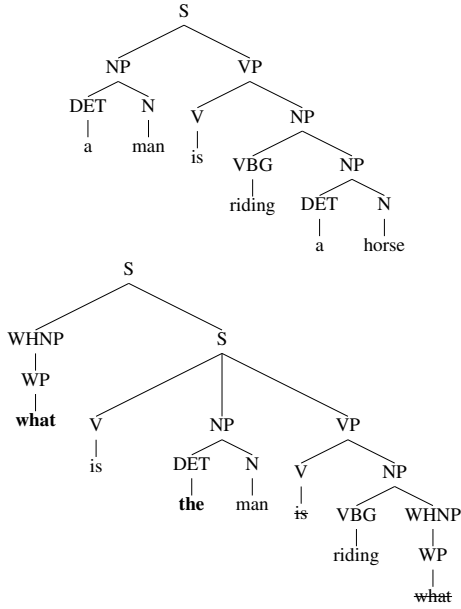 S
NP VP
DET N V NP
a man is VBG NP
riding DET N
a horse
S
WHNP S
WP
what V NP VP
is DET N V NP
the man is VBG WHNP
riding WP
what